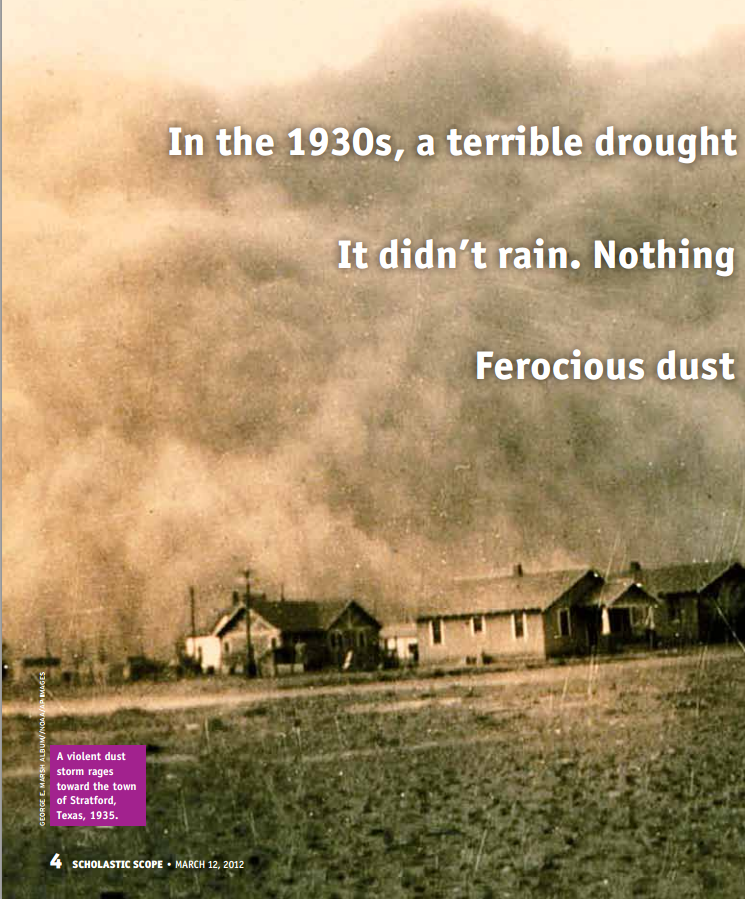 In the 1930s, a terrible drought
It didn't rain. Nothing
Ferocious dust
GEORGE E. MARSH ALBUM/NOAA/AP IMAGES
A violent dust
storm rages
toward the town
of Stratford,
Texas, 1935.
4 SCHOLASTIC SCOPE • MARCH 12, 2012